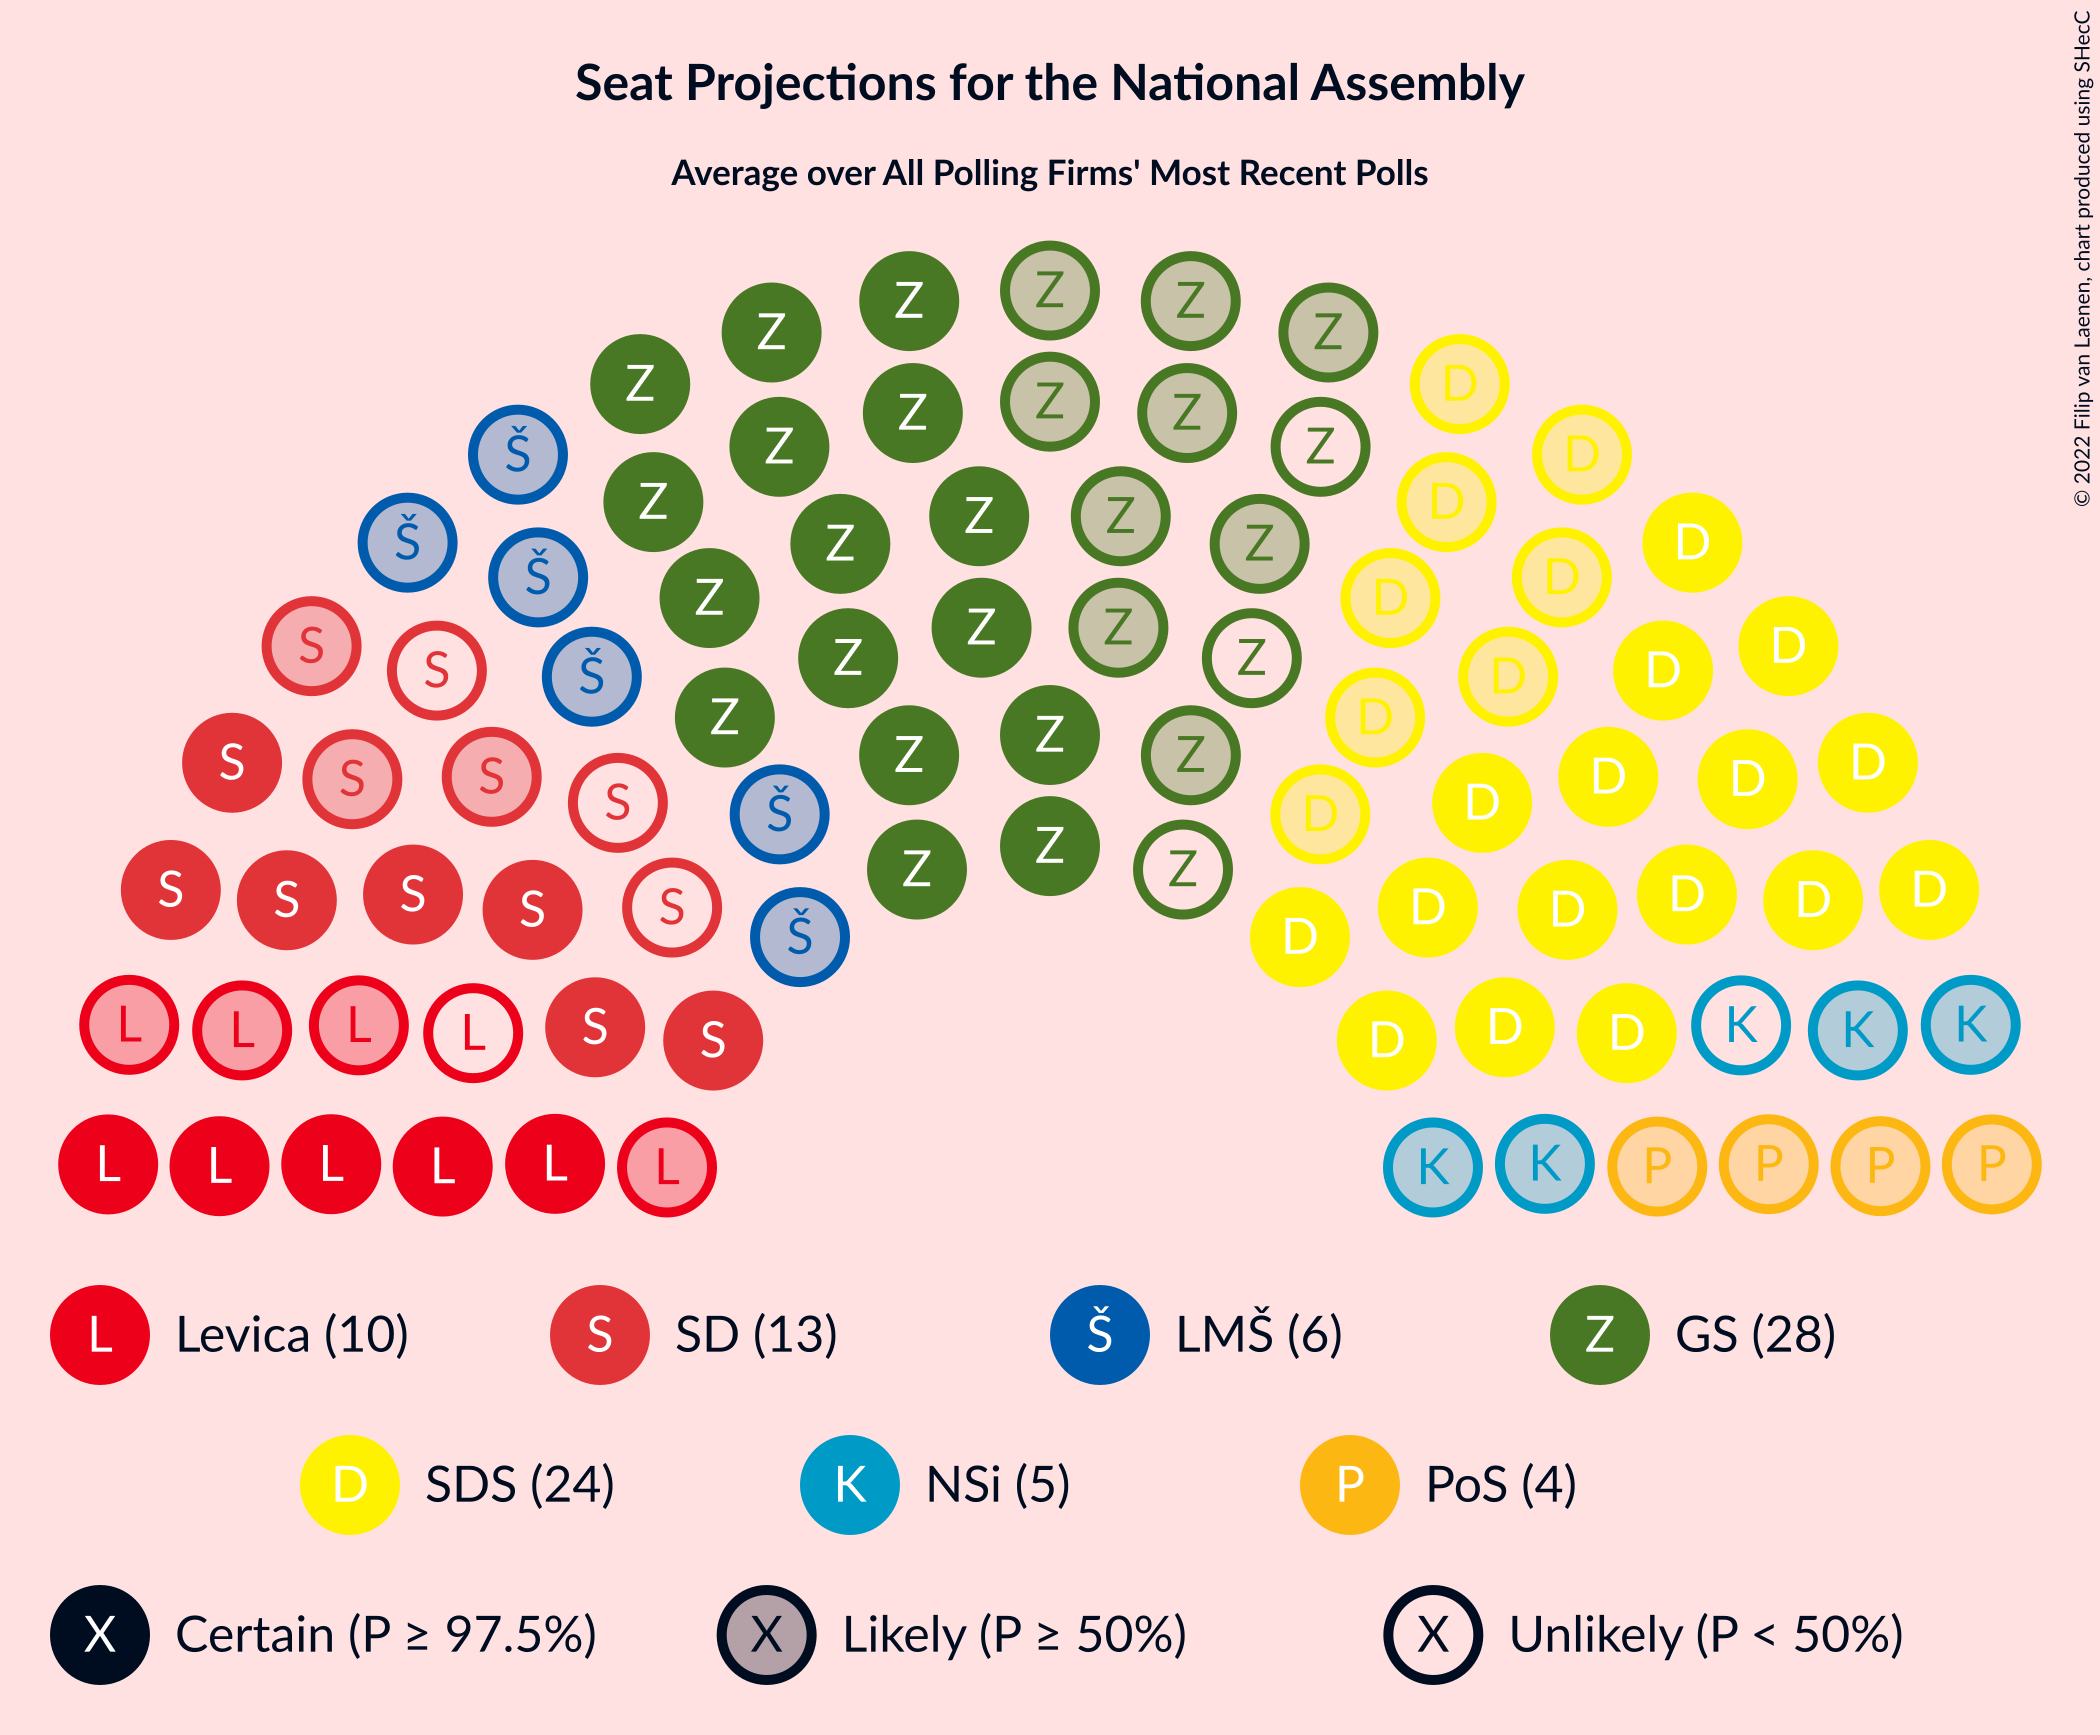 Seat Projections for the National Assembly
Average over All Polling Firms' Most Recent Polls
© 2022 Filip van Laenen, chart produced using SHecC
Z Z Z Z Z
Z Z D
Z Z Z Z Z
Š Z D
Z Z D
Z Z Z Z
Š Z Z D
Š Z D D
Z Z Z Z
S Š D D
S Z Z D D
S Z Z Z D
S S S D D D
S Š D D
L S S S S Z Z Z D D D D
S S Š D D D
L L L L S S D D D K K K
L L L L L L K K P P P P
L Levica (10) S SD (13) Š LMŠ (6) Z GS (28)
D SDS (24) K NSi (5) P PoS (4)
X Certain (P ≥ 97.5%) X Likely (P ≥ 50%) X Unlikely (P < 50%)